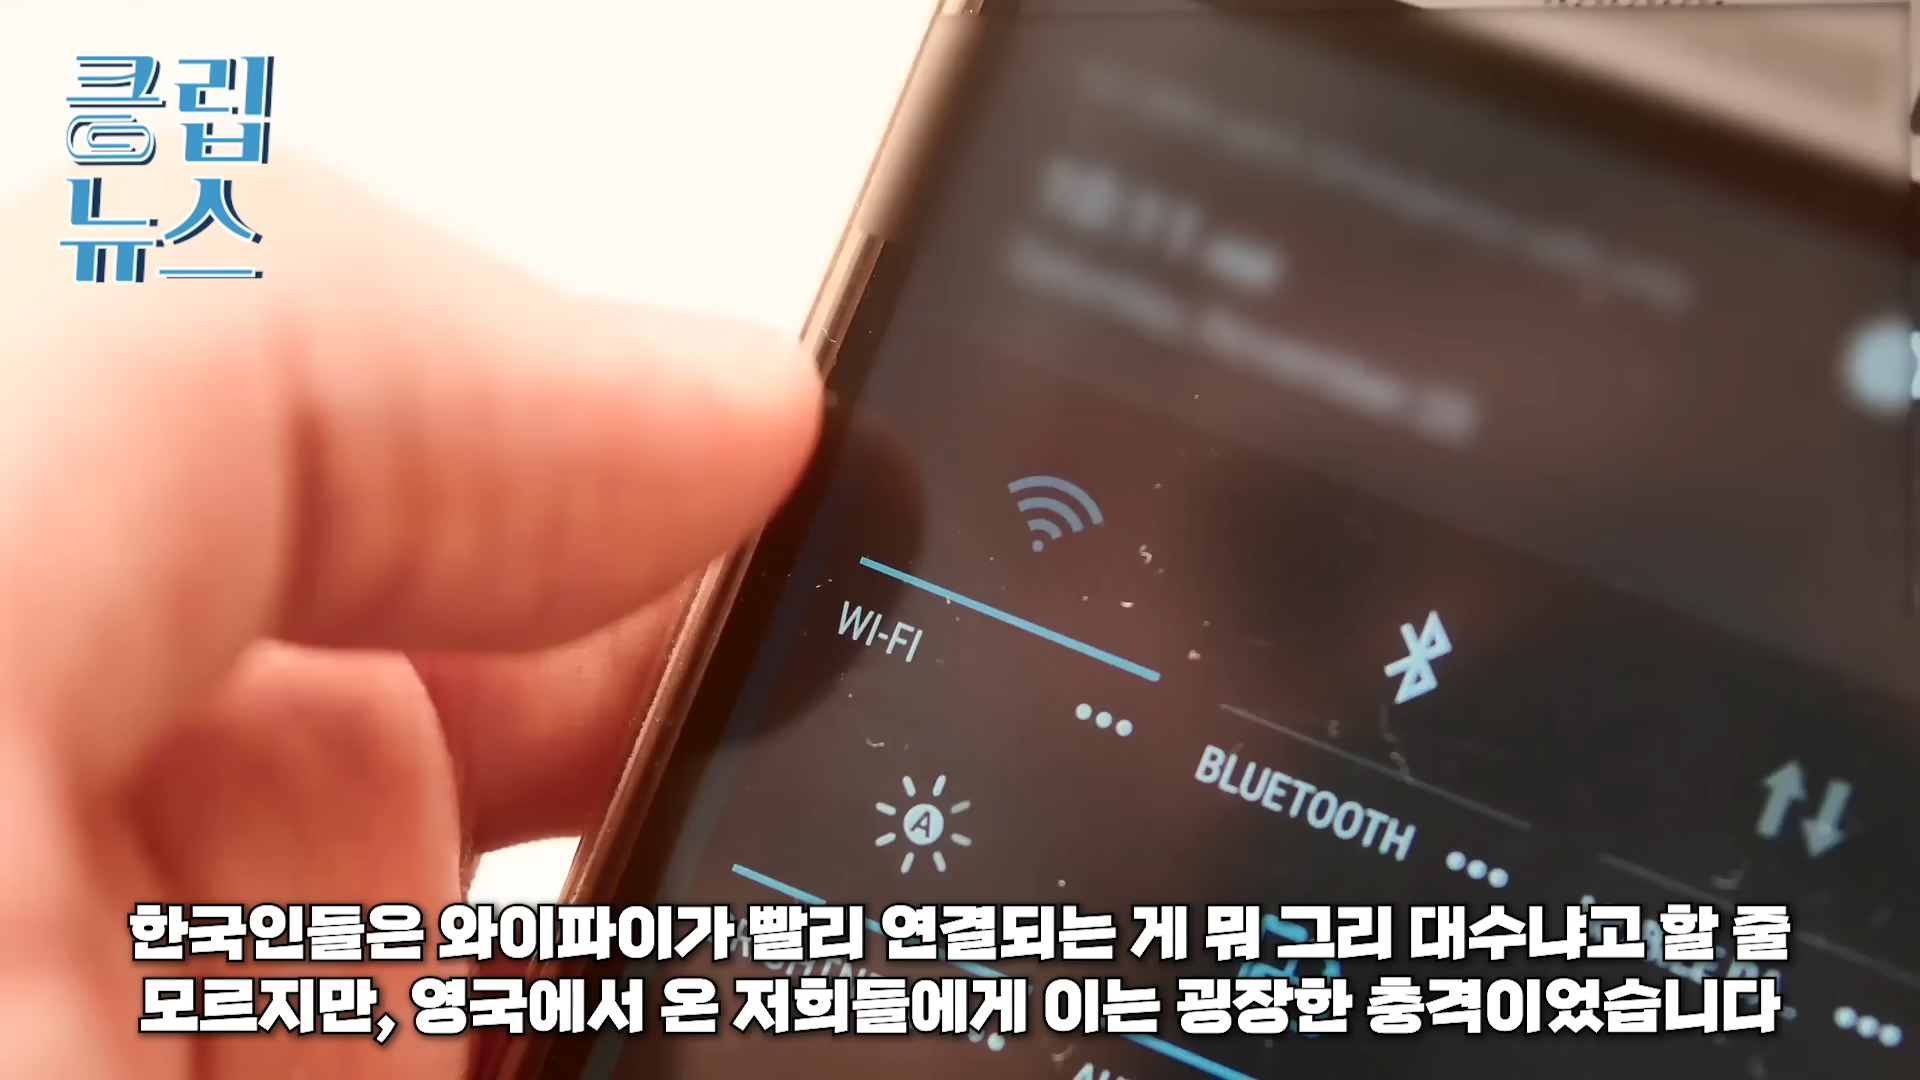 클립
뉴스
WI-FI
BLUETOOTH
A
한국인들은 와이파이가 빨리 연결되는 게 뭐 그리 대수냐고 할 줄
모르지만, 영국에서 온 저희들에게 이는 굉장한 충격이었습니다